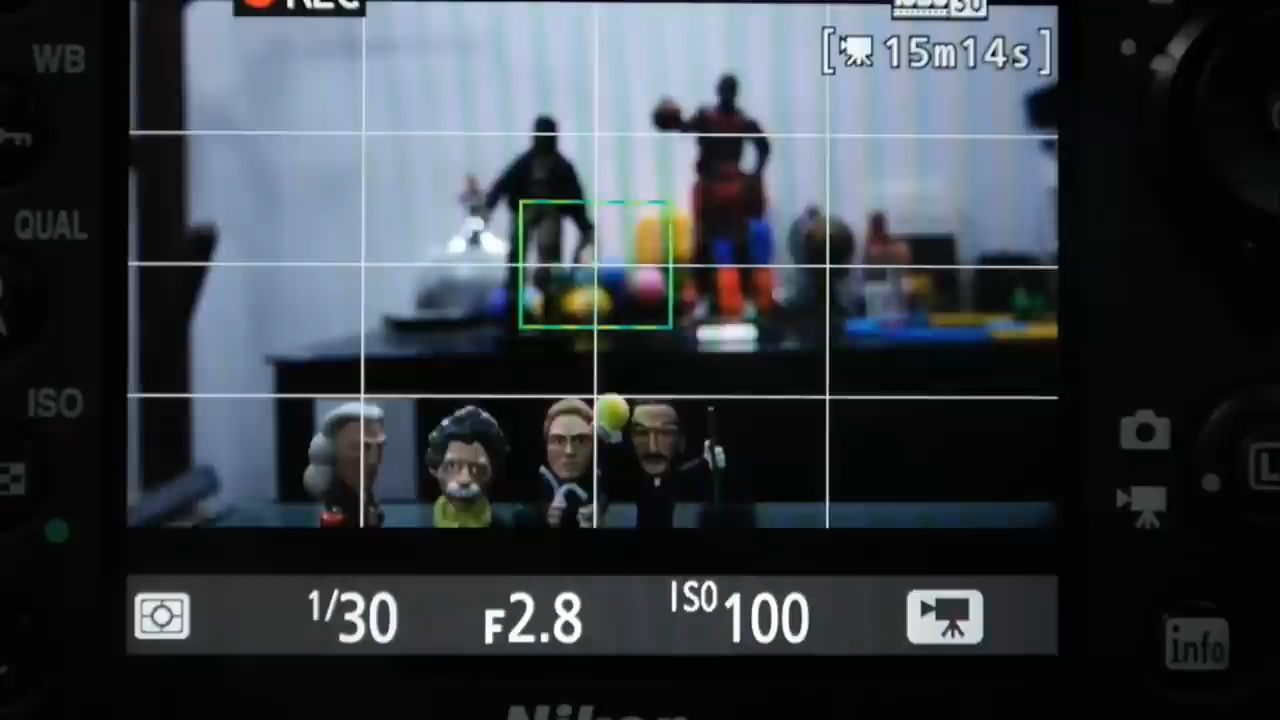 REC
[15m14s]
WB
QUAL
ISO
1/30 F2.8 ISO 100
info
Nikon